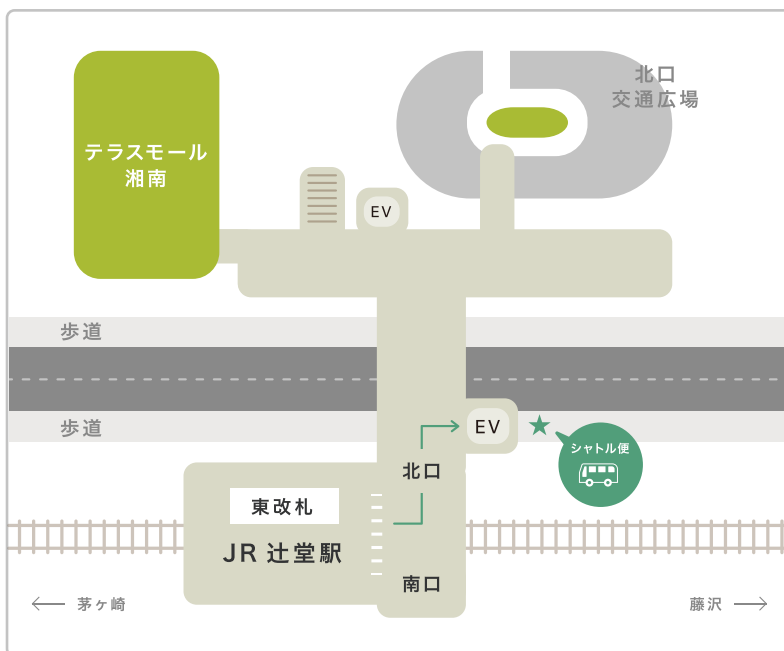 北口
交通広場
テラスモール
湘南
EV
歩道
歩道
EV
シャトル便
北口
東改札
JR 辻堂駅
南口
茅ヶ崎
藤沢